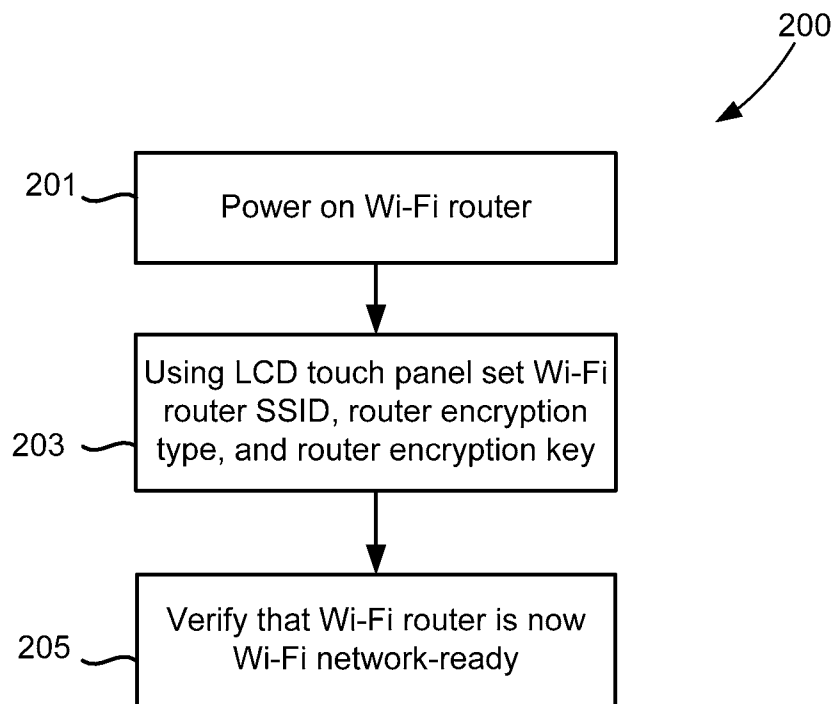 200
201
Power on Wi-Fi router
Using LCD touch panel set Wi-Fi
router SSID, router encryption
type, and router encryption key
203
Verify that Wi-Fi router is now
Wi-Fi network-ready
205